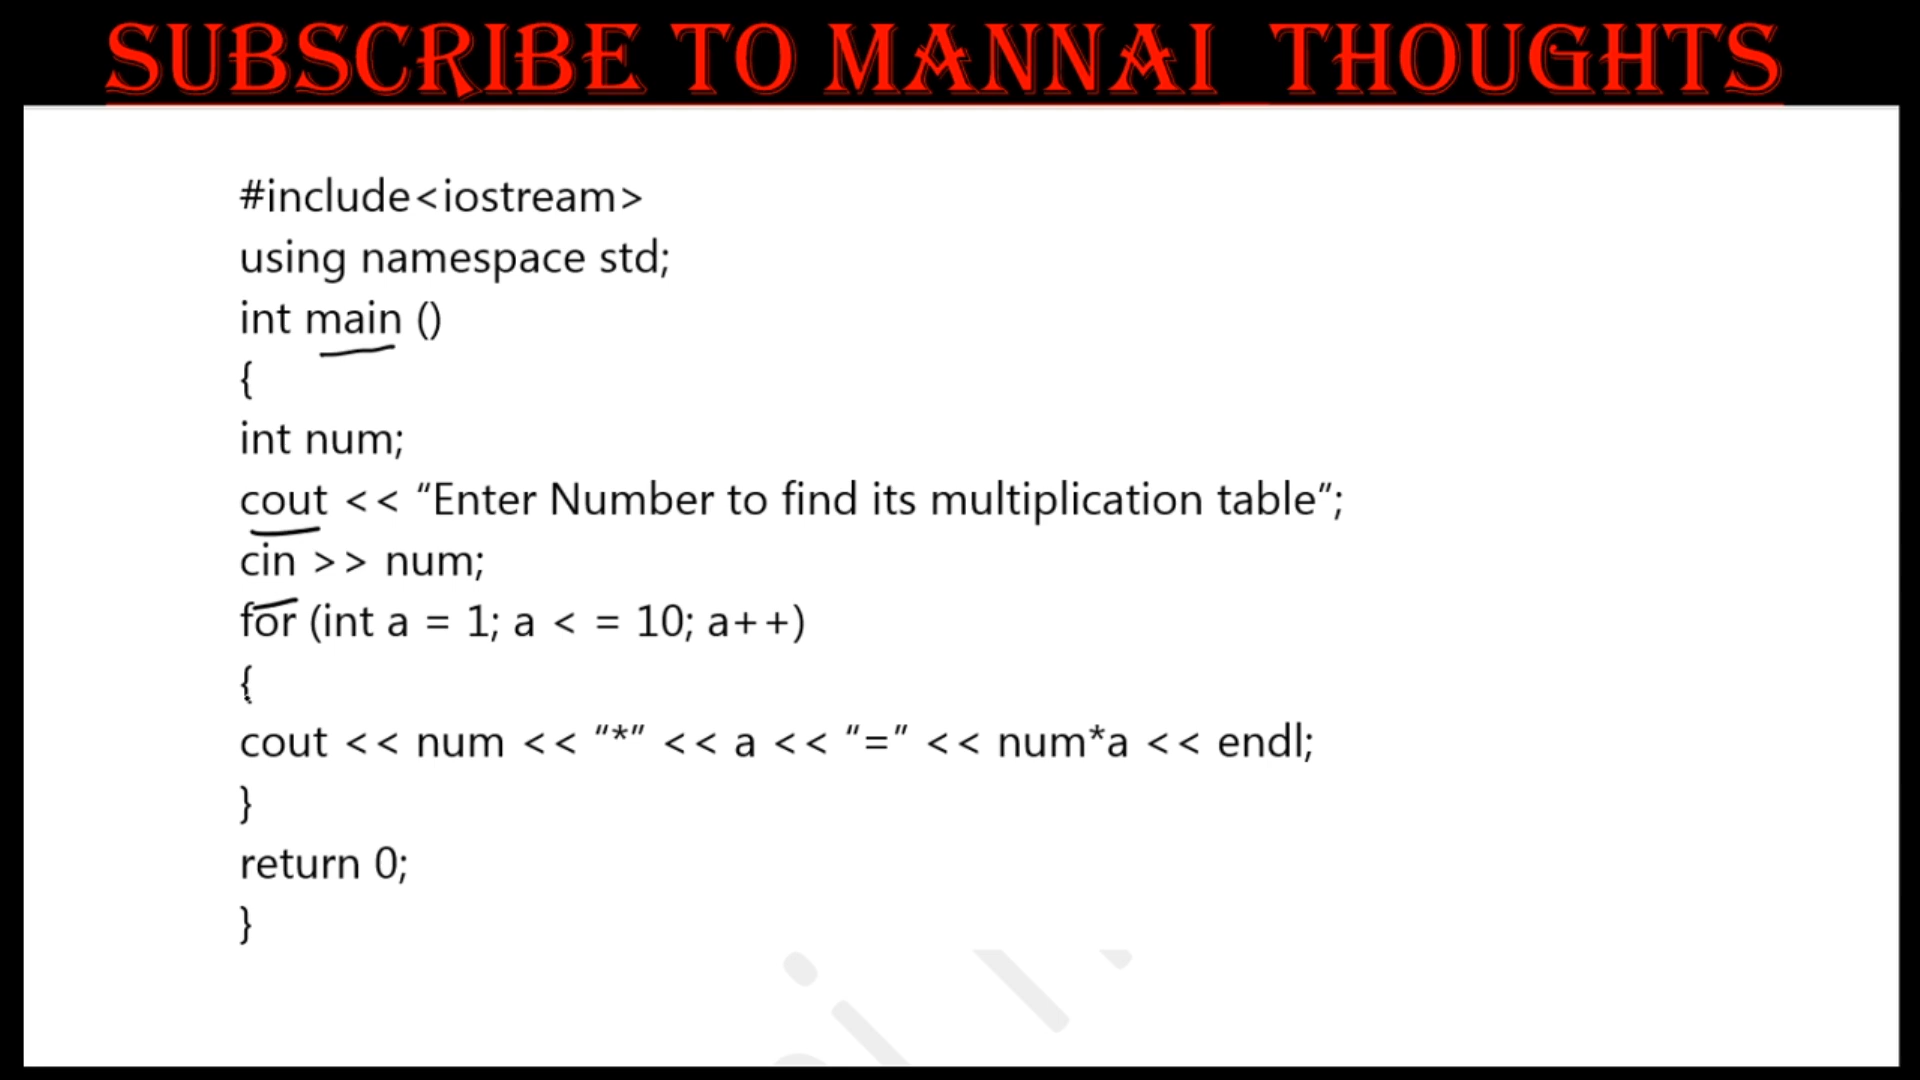 SUBSCRIBE TO MANNAI THOUGHTS
#include<iostream>
using namespace std;
int main ()
{
int num;
cout << “Enter Number to find its multiplication table”;
cin >> num;
for (int a = 1; a < = 10; a++)
{
cout << num << “*” << a << “=” << num*a << endl;
}
return 0;
}